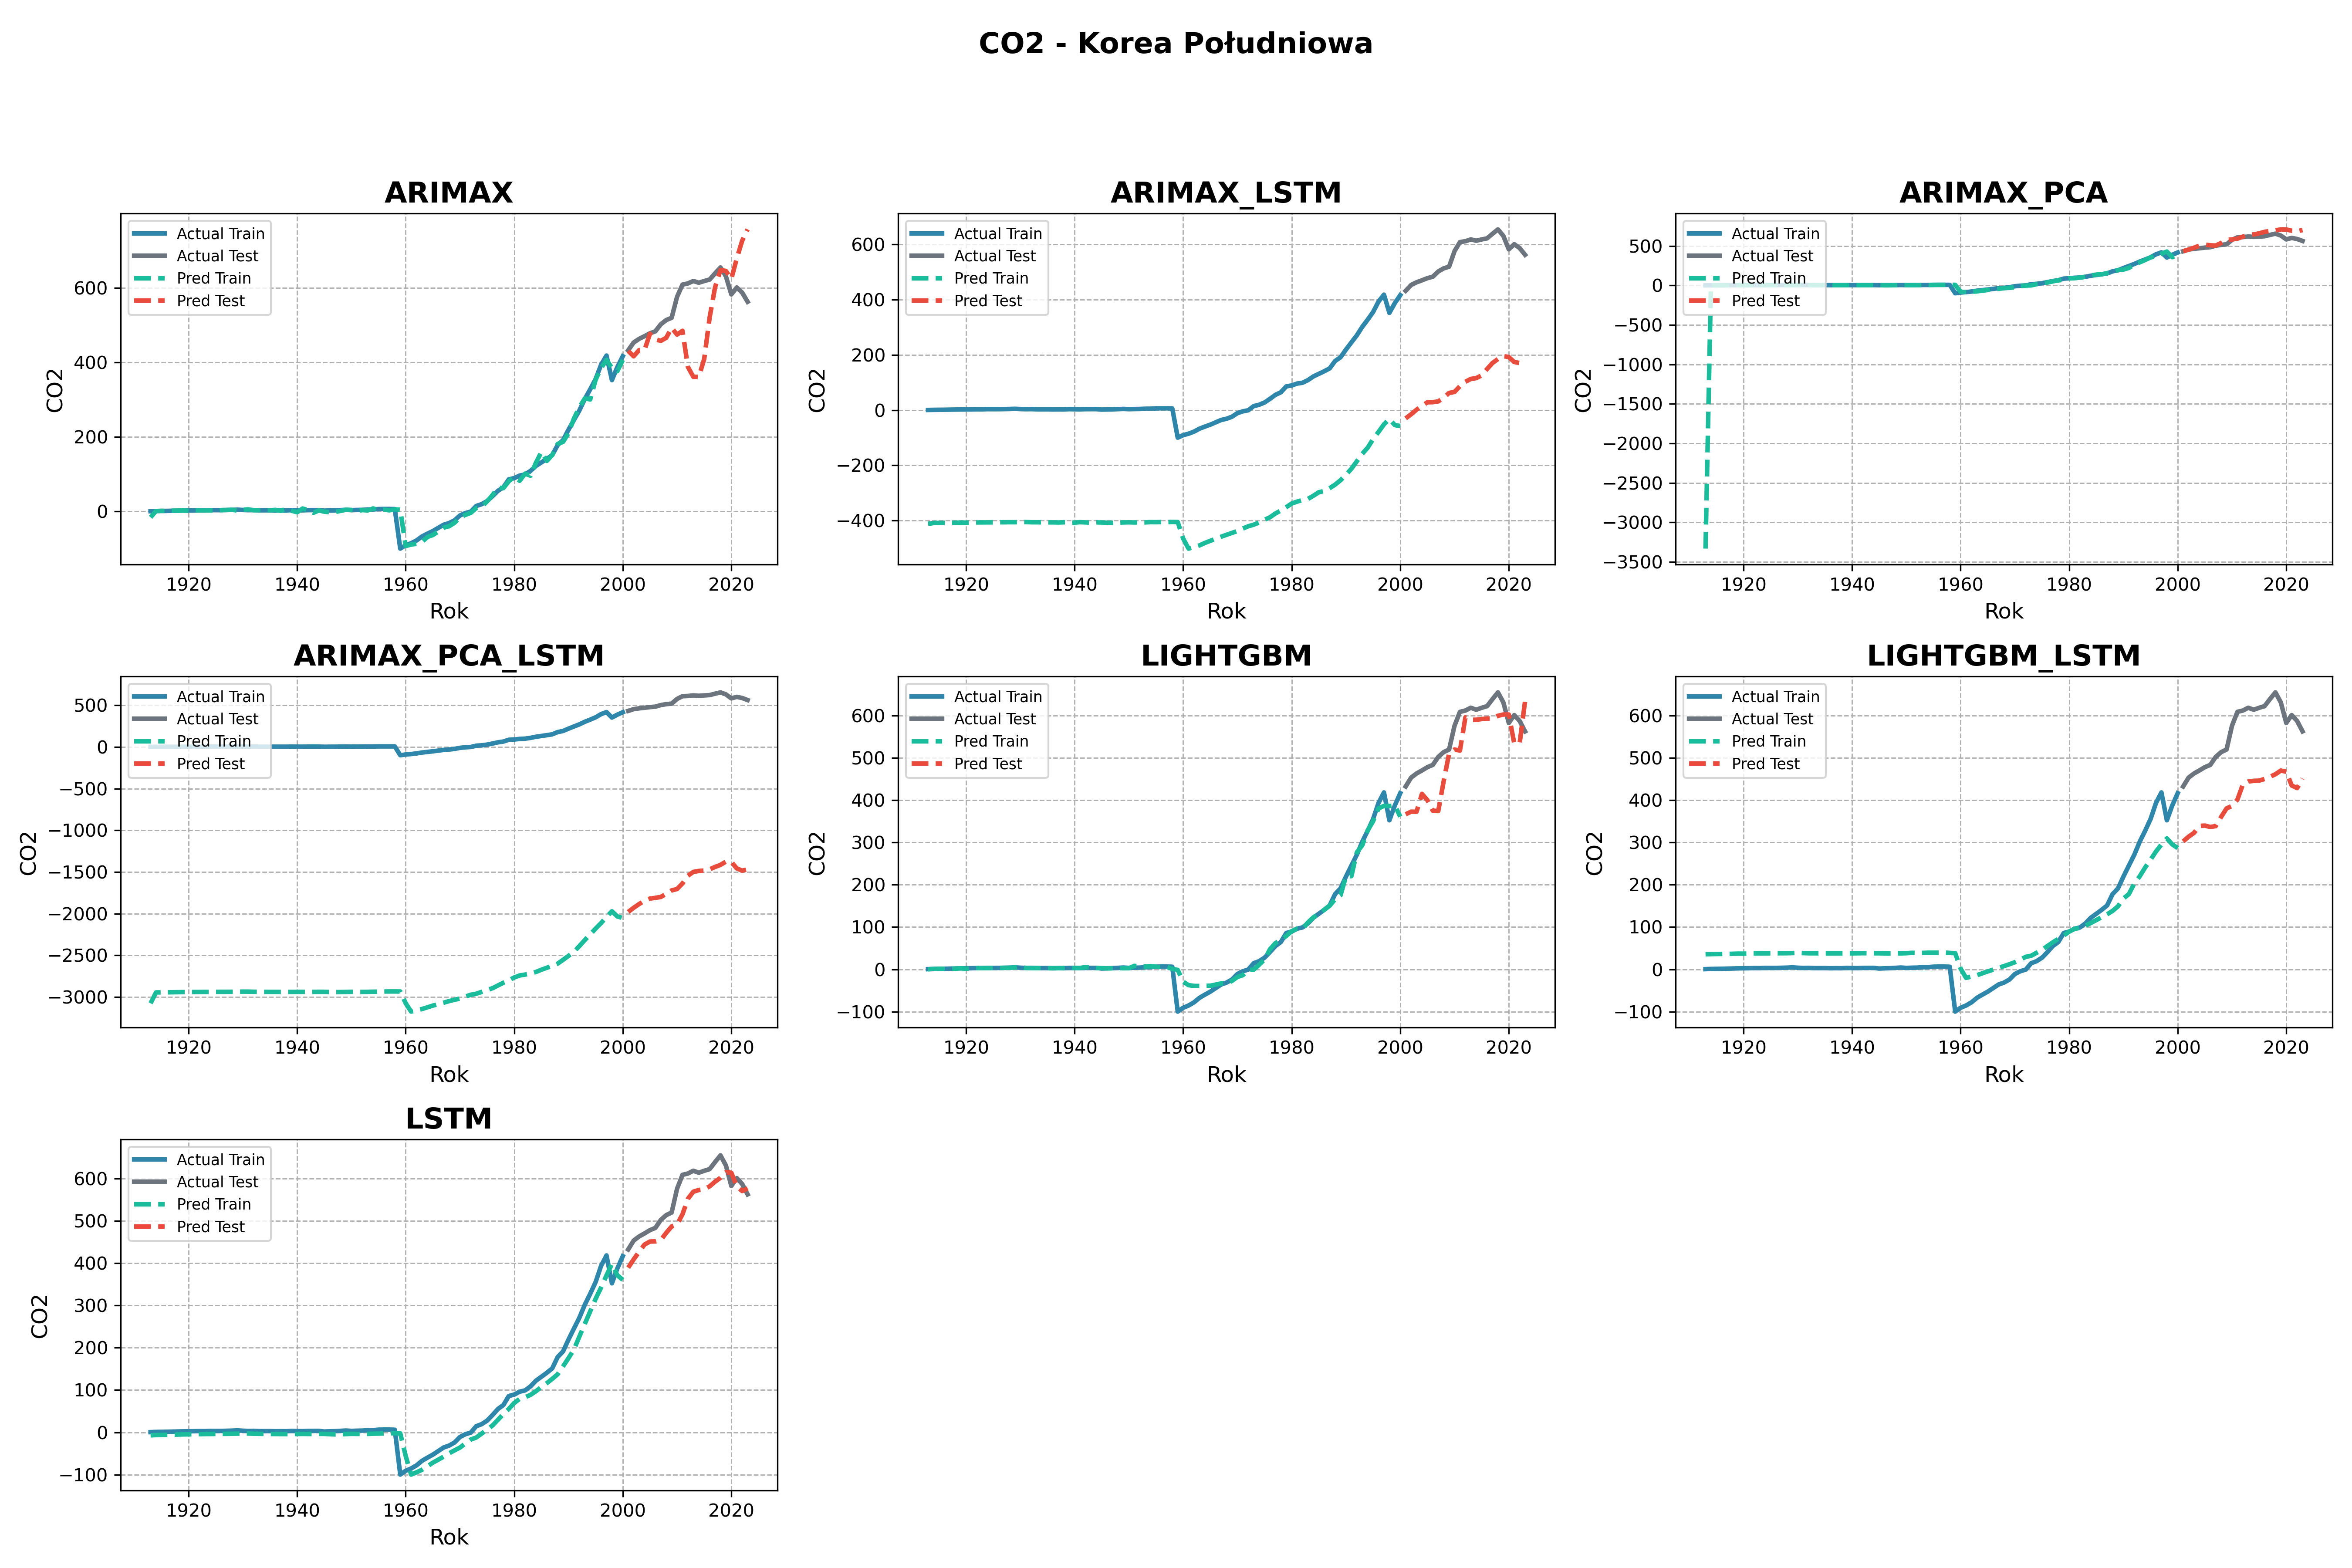 CO2 - Korea Południowa
ARIMAX
Actual Train
Actual Test
Pred Train
Pred Test
CO2
600
400
200
0
1920 1940 1960 1980 2000 2020
Rok
ARIMAX_LSTM
Actual Train
Actual Test
Pred Train
Pred Test
CO2
600
400
200
0
−200
−400
1920 1940 1960 1980 2000 2020
Rok
ARIMAX_PCA
Actual Train
Actual Test
Pred Train
Pred Test
CO2
500
0
−500
−1000
−1500
−2000
−2500
−3000
−3500
1920 1940 1960 1980 2000 2020
Rok
ARIMAX_PCA_LSTM
Actual Train
Actual Test
Pred Train
Pred Test
CO2
500
0
−500
−1000
−1500
−2000
−2500
−3000
1920 1940 1960 1980 2000 2020
Rok
LIGHTGBM
Actual Train
Actual Test
Pred Train
Pred Test
CO2
600
500
400
300
200
100
0
−100
1920 1940 1960 1980 2000 2020
Rok
LIGHTGBM_LSTM
Actual Train
Actual Test
Pred Train
Pred Test
CO2
600
500
400
300
200
100
0
−100
1920 1940 1960 1980 2000 2020
Rok
LSTM
Actual Train
Actual Test
Pred Train
Pred Test
CO2
600
500
400
300
200
100
0
−100
1920 1940 1960 1980 2000 2020
Rok